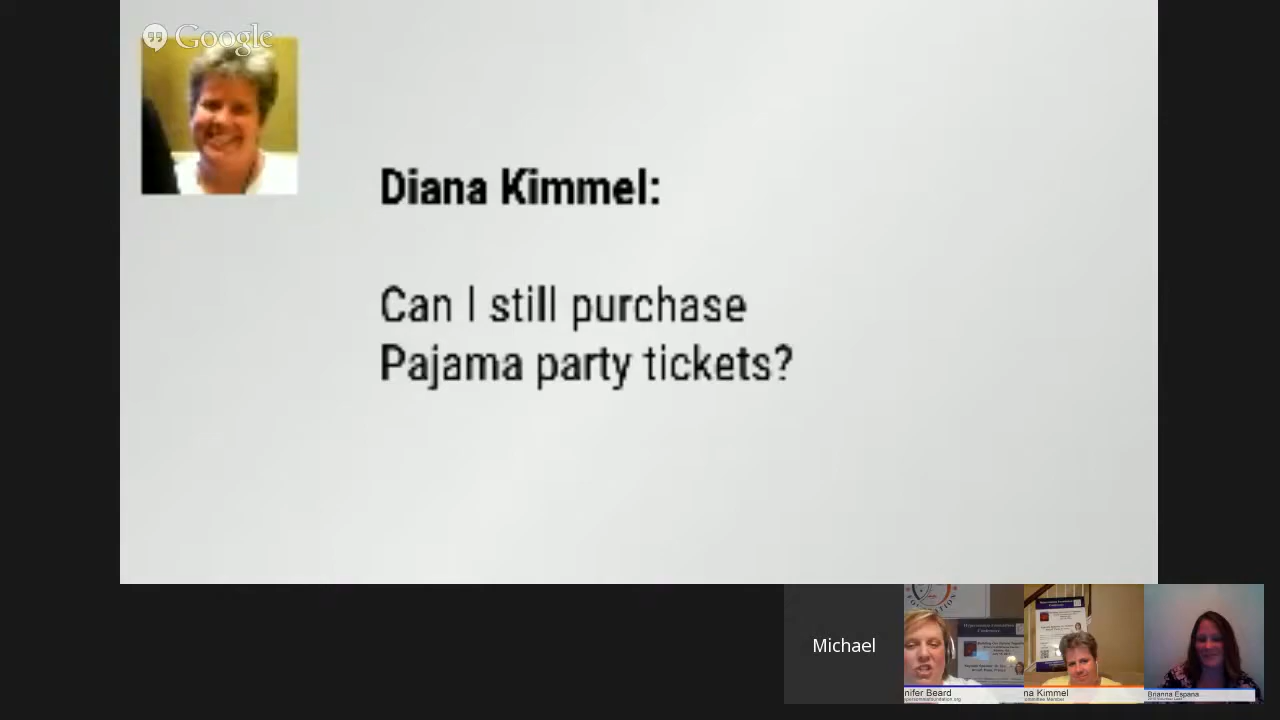 Google
Diana Kimmel:
Can I still purchase
Pajama party tickets?
Michael
nifer Beard
na Kimmel
Brianna Espana